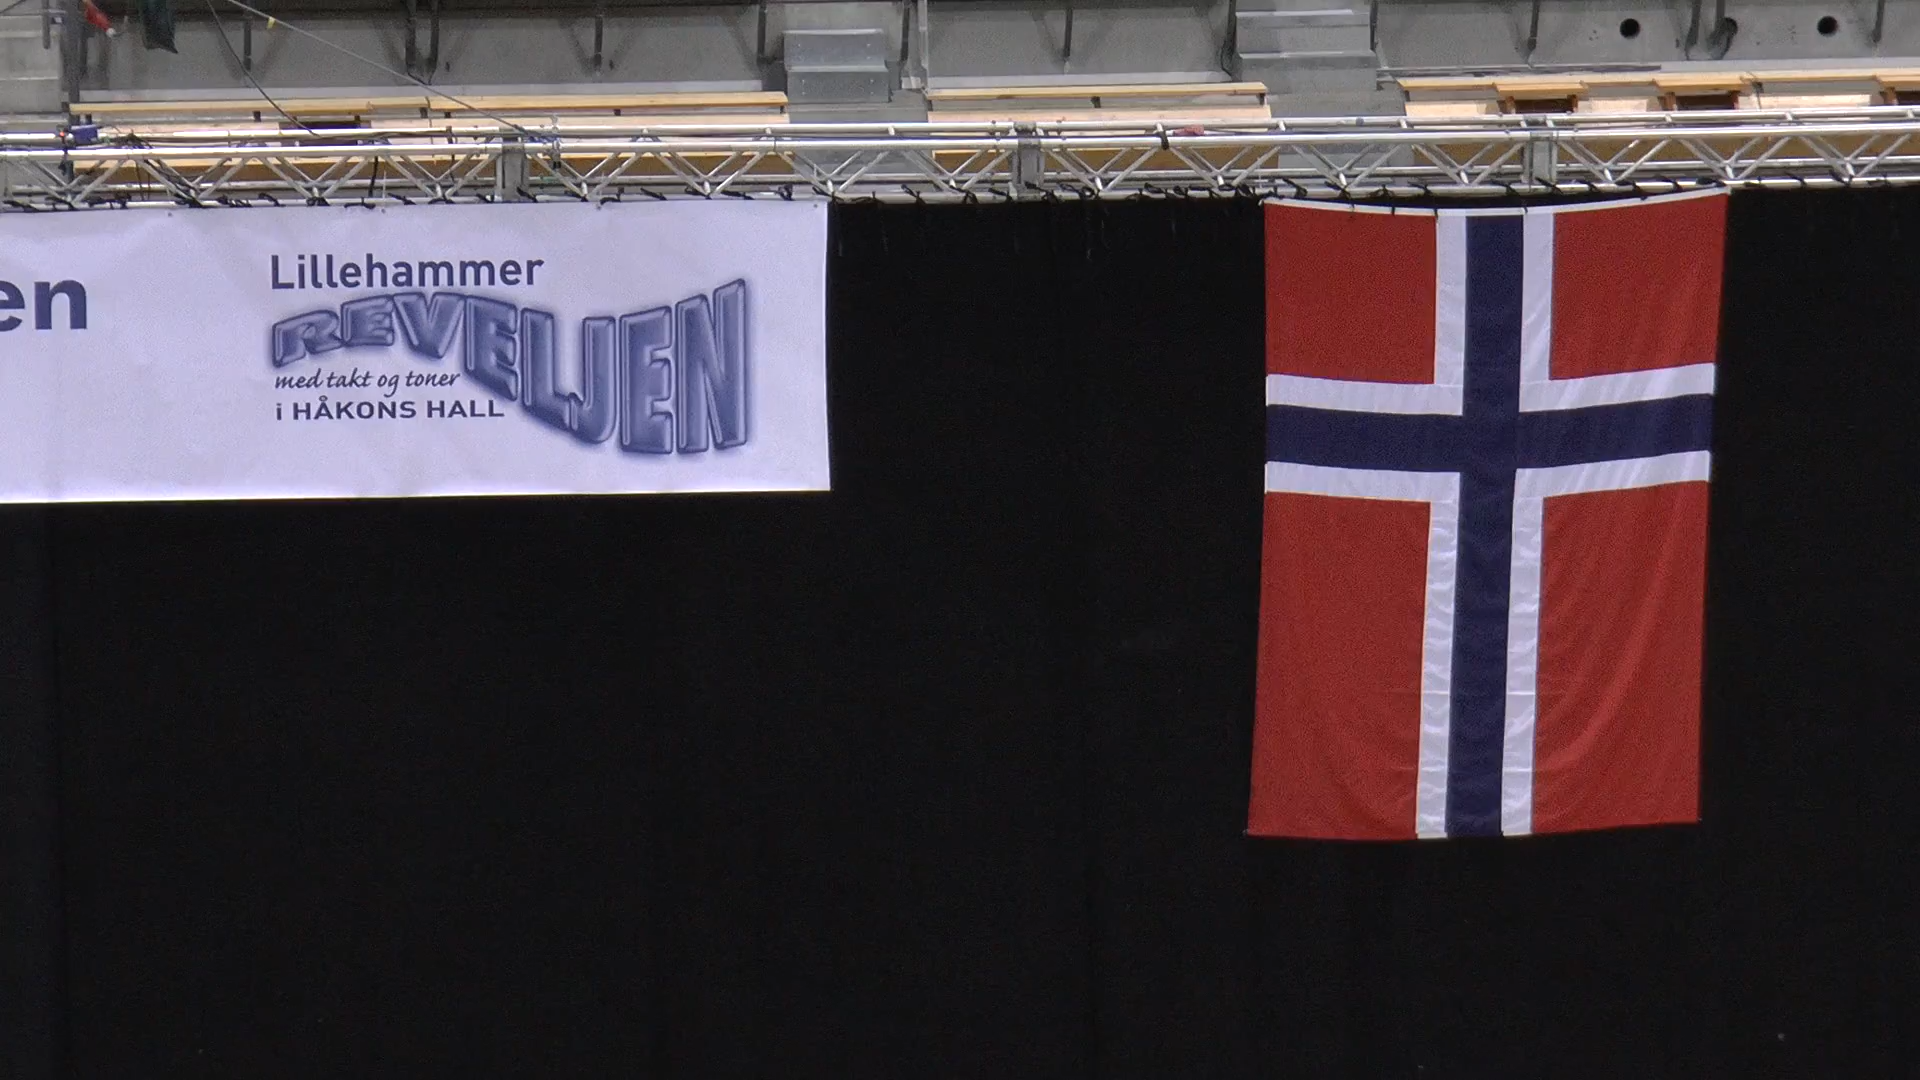 en
Lillehammer
REVELJEN
med takt og toner
i HÅKONS HALL